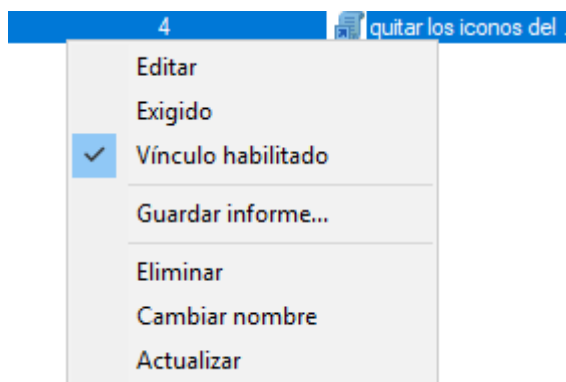 4 quitar los iconos del
Editar
Exigido
Vínculo habilitado
Guardar informe...
Eliminar
Cambiar nombre
Actualizar